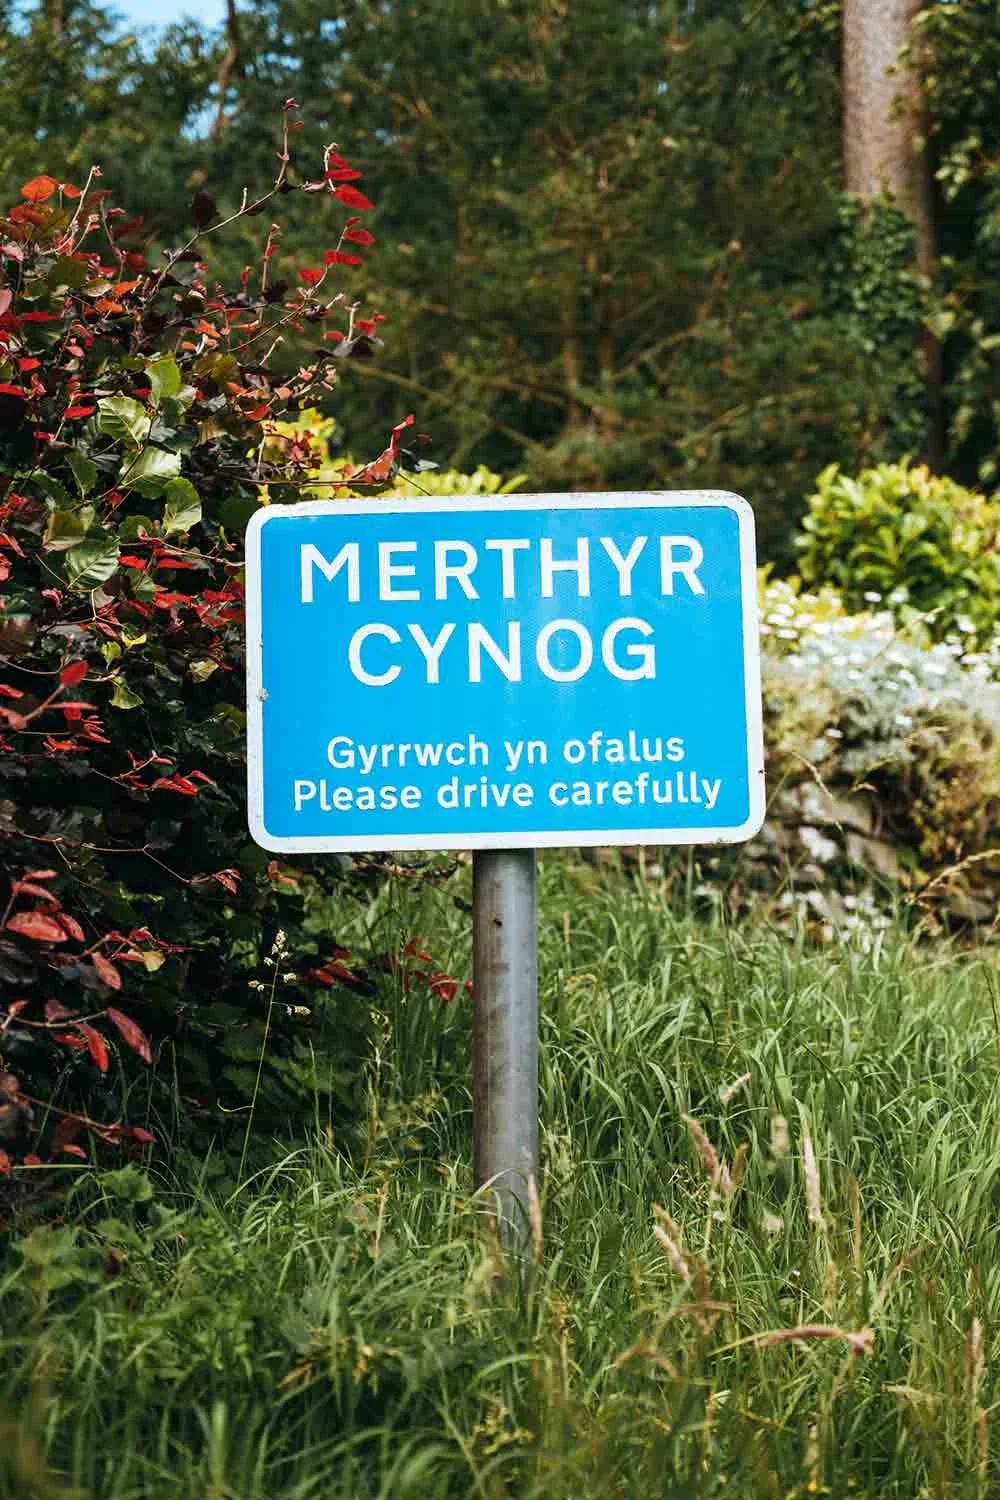 MERTHYR
CYNOG
Gyrrwch yn ofalus
Please drive carefully